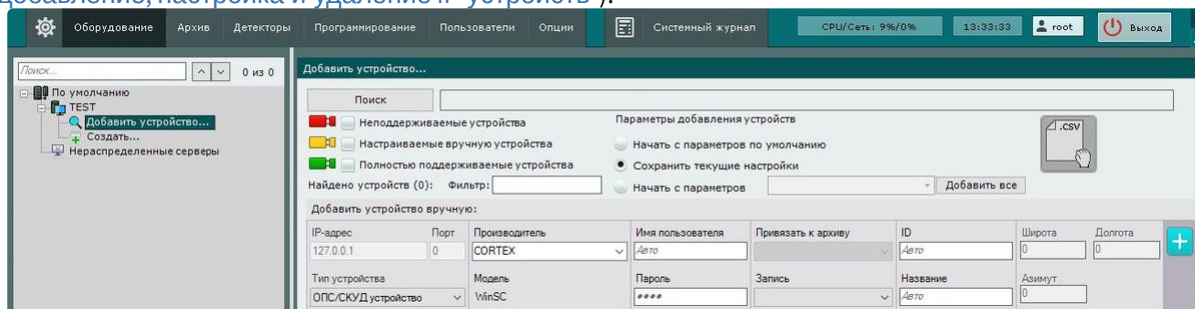 добавление, настройка и удаление IP-устройств").
Оборудование Архив Детекторы Программирование Пользователи Опции Системный журнал CPU/Сеть: 9%/0% 13:33:33 root Выход
Поиск... 0 из 0
По умолчанию
TEST
Добавить устройство...
Создать...
Нераспределенные серверы
Добавить устройство...
Поиск
Неподдерживаемые устройства
Настраиваемые вручную устройства
Полностью поддерживаемые устройства
Параметры добавления устройств
Начать с параметров по умолчанию
Сохранить текущие настройки
Начать с параметров Добавить все
.CSV
Найдено устройств (0): Фильтр:
Добавить устройство вручную:
IP-адрес Порт Производитель Имя пользователя Привязать к архиву ID Широта Долгота
127.0.0.1 0 CORTEX Авто Авто 0 0
Тип устройства Модель Пароль Запись Название Азимут
ОПС/СКУД устройство WinSC **** Авто 0